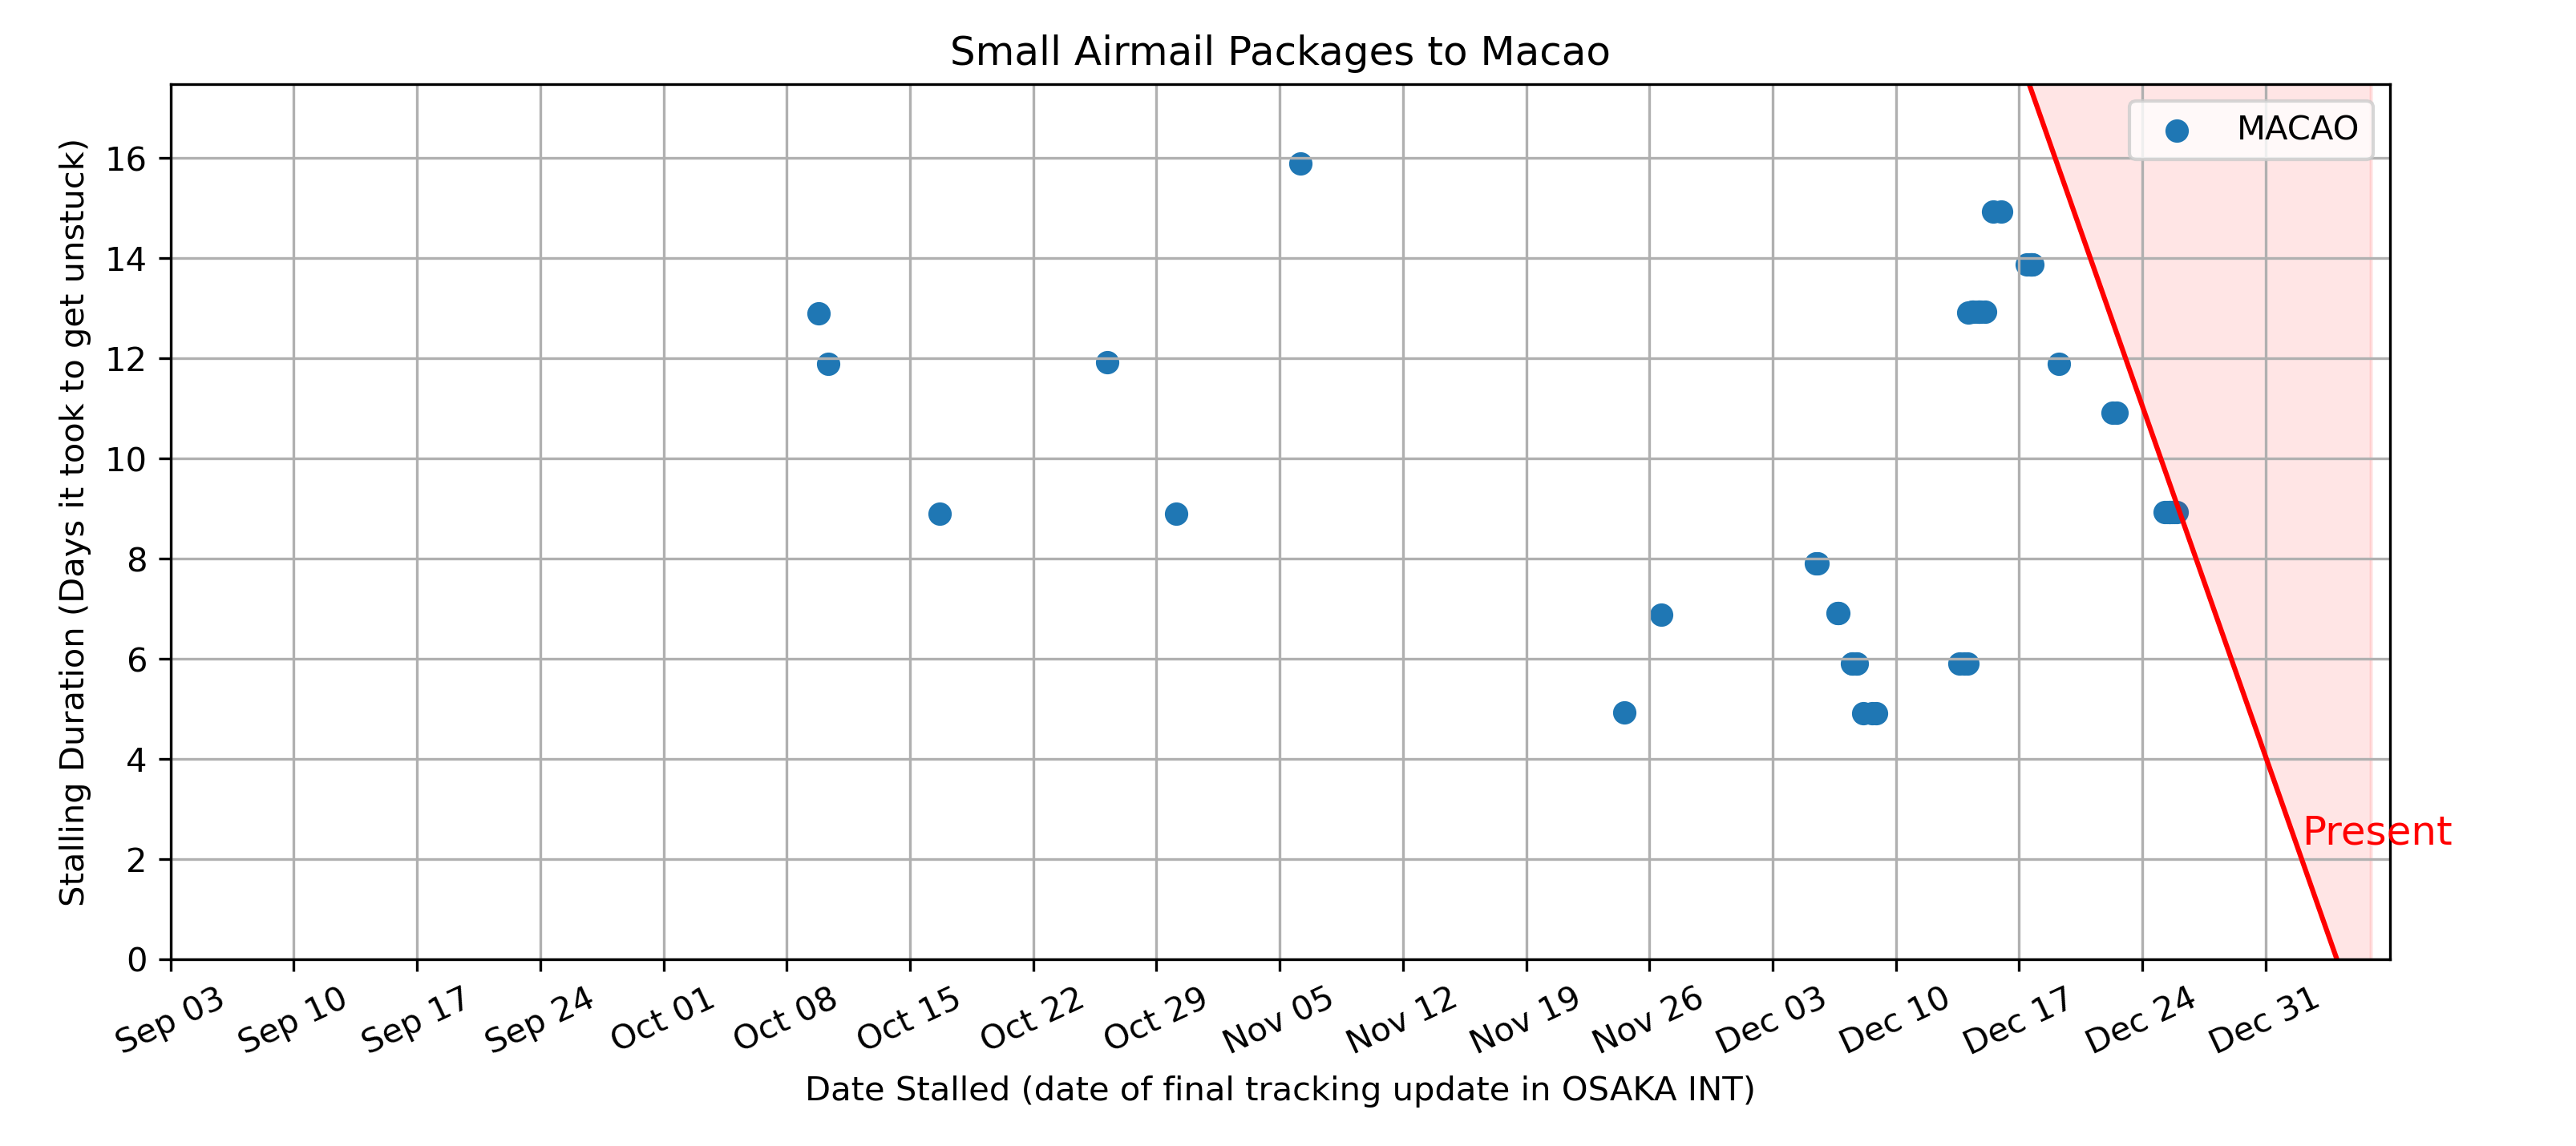 Small Airmail Packages to Macao
MACAO
Stalling Duration (Days it took to get unstuck)
16
14
12
10
8
6
4
2
0
Present
Sep 03
Sep 10
Sep 17
Sep 24
Oct 01
Oct 08
Oct 15
Oct 22
Oct 29
Nov 05
Nov 12
Nov 19
Nov 26
Dec 03
Dec 10
Dec 17
Dec 24
Dec 31
Date Stalled (date of final tracking update in OSAKA INT)